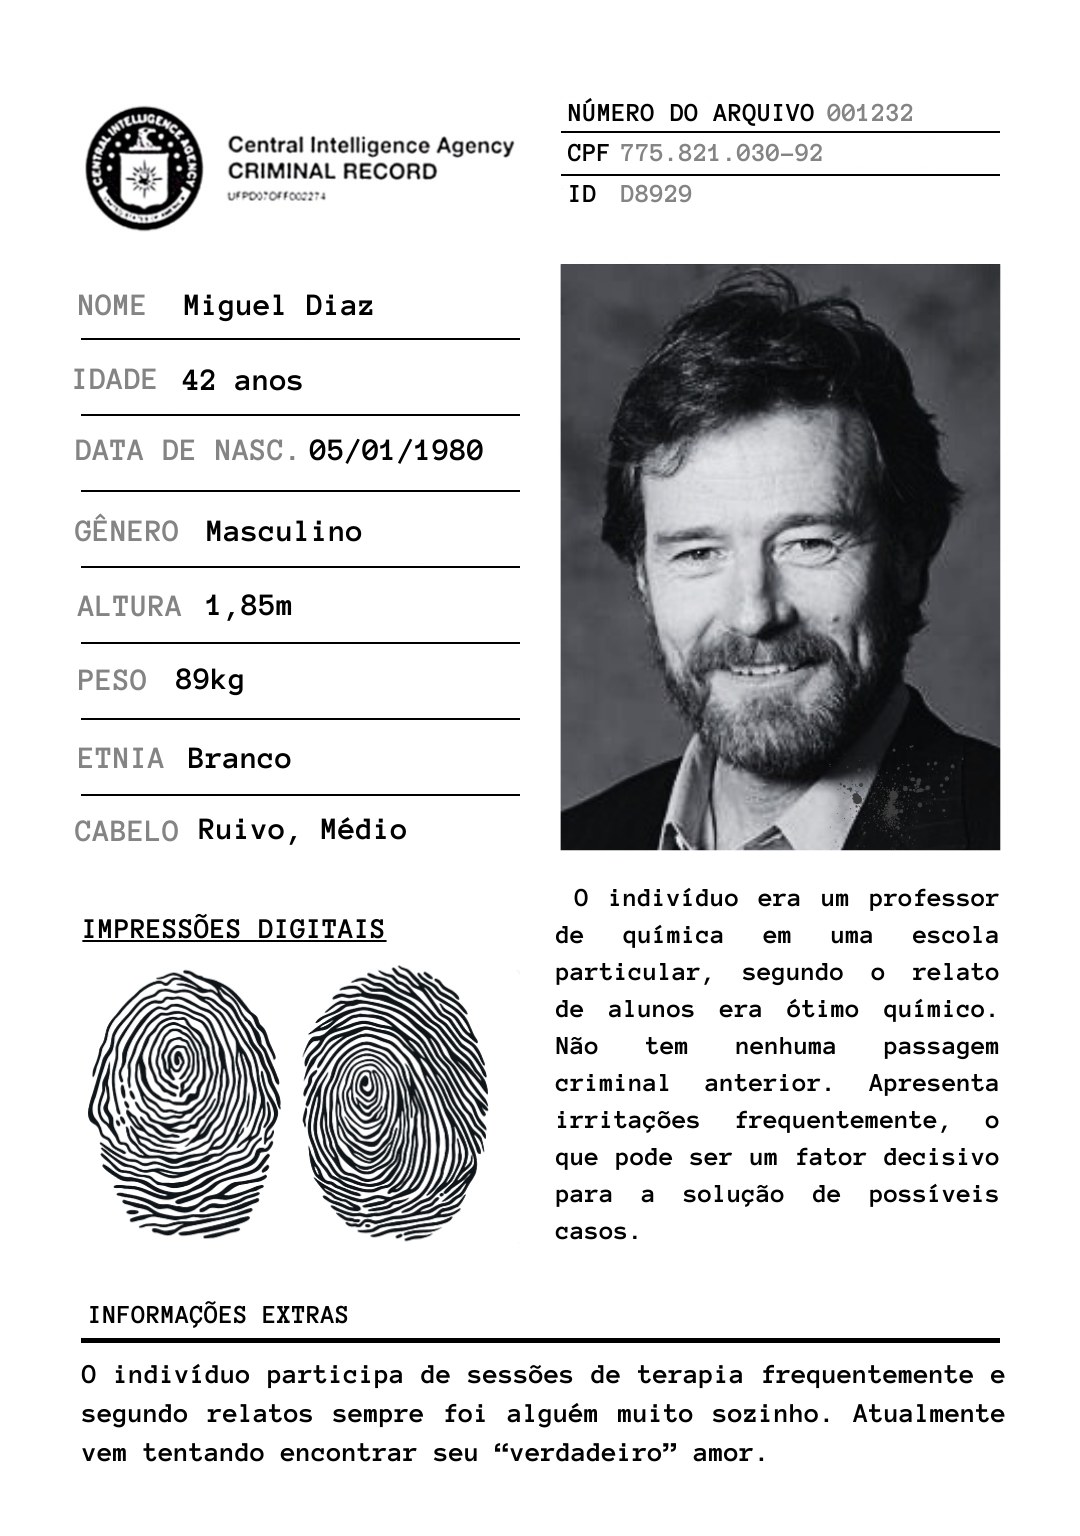 CENTRAL INTELLIGENCE AGENCY
UNITED STATES OF AMERICA
Central Intelligence Agency
CRIMINAL RECORD
UFPD07OFF002274
NÚMERO DO ARQUIVO 001232
CPF 775.821.030-92
ID D8929
NOME Miguel Diaz
IDADE 42 anos
DATA DE NASC. 05/01/1980
GÊNERO Masculino
ALTURA 1,85m
PESO 89kg
ETNIA Branco
CABELO Ruivo, Médio
IMPRESSÕES DIGITAIS
O indivíduo era um professor
de química em uma escola
particular, segundo o relato
de alunos era ótimo químico.
Não tem nenhuma passagem
criminal anterior. Apresenta
irritações frequentemente, o
que pode ser um fator decisivo
para a solução de possíveis
casos.
INFORMAÇÕES EXTRAS
O indivíduo participa de sessões de terapia frequentemente e
segundo relatos sempre foi alguém muito sozinho. Atualmente
vem tentando encontrar seu “verdadeiro” amor.